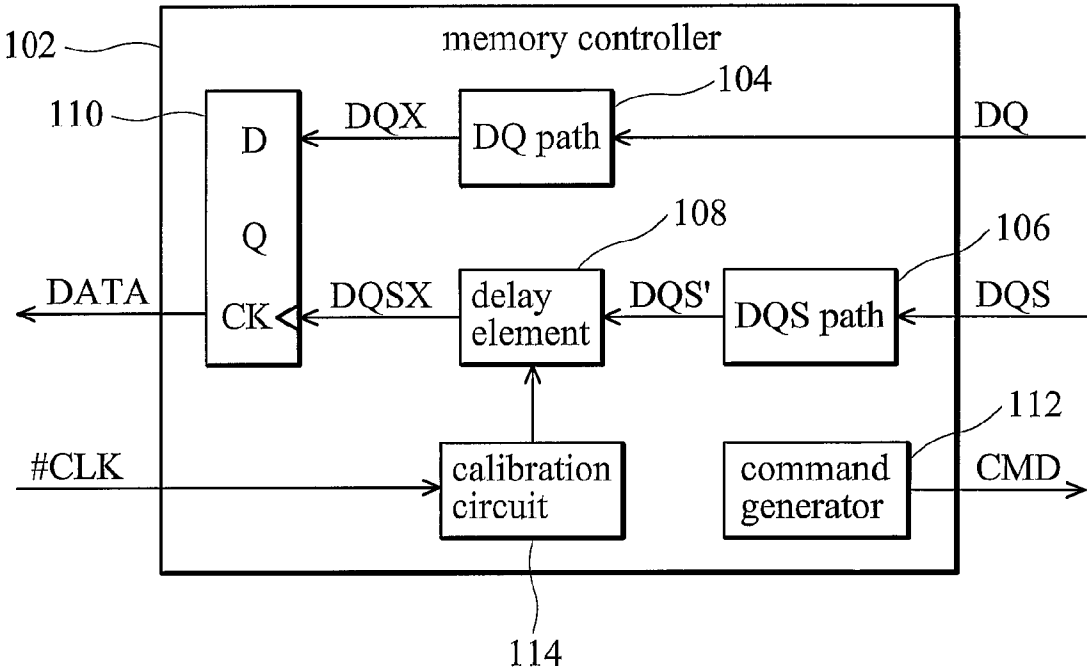 102
memory controller
110
104
D
DQX
DQ path
DQ
Q
108
106
DATA
CK
DQSX
delay
element
DQS'
DQS path
DQS
112
#CLK
calibration
circuit
command
generator
CMD
114